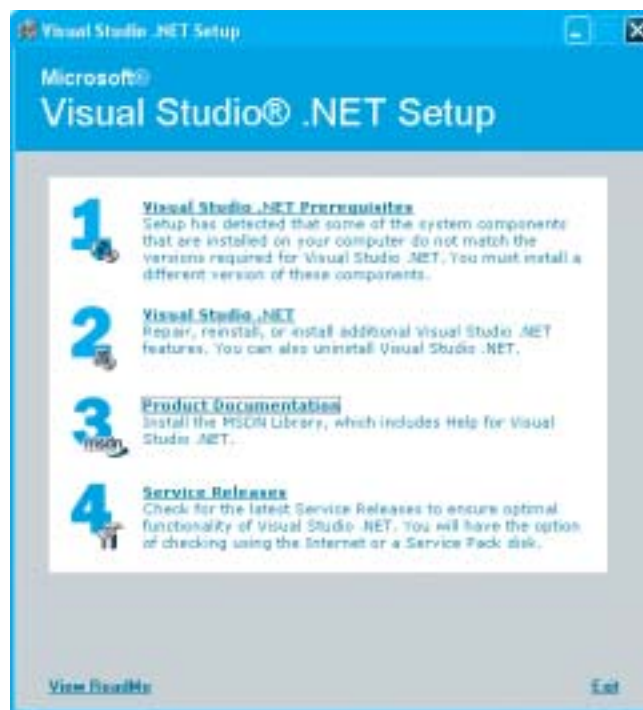 Visual Studio .NET Setup
Microsoft®
Visual Studio® .NET Setup
1
Visual Studio .NET Prerequisites
Setup has detected that some of the system components
that are installed on your computer do not match the
versions required for Visual Studio .NET. You must install a
different version of these components.
2
Visual Studio .NET
Repair, reinstall, or install additional Visual Studio .NET
features. You can also uninstall Visual Studio .NET.
3
msdn
Product Documentation
Install the MSDN Library, which includes Help for Visual
Studio .NET.
4
Service Releases
Check for the latest Service Releases to ensure optimal
functionality of Visual Studio .NET. You will have the option
of checking using the Internet or a Service Pack disk.
View ReadMe
Exit